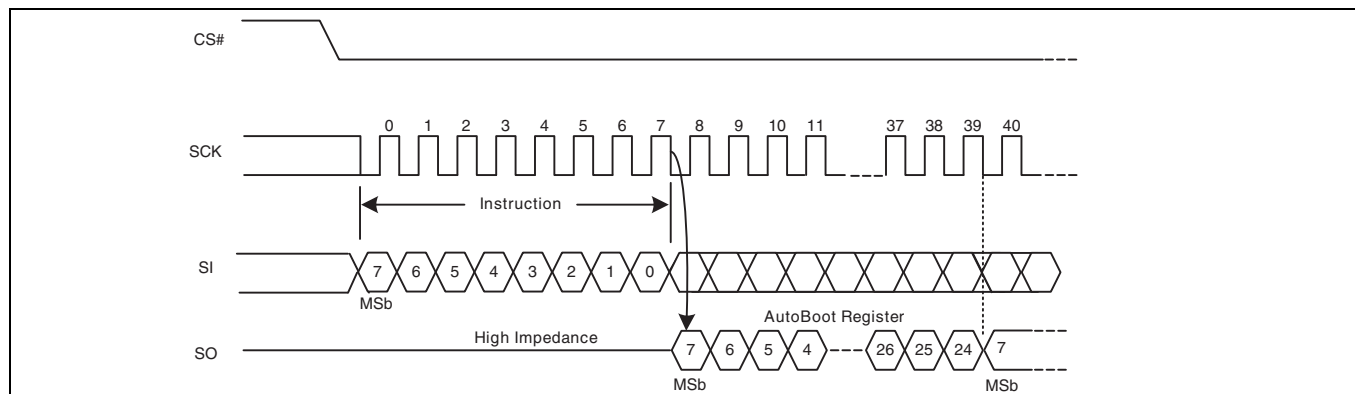 CS#
0 1 2 3 4 5 6 7 8 9 10 11 37 38 39 40
SCK
Instruction
SI
7 6 5 4 3 2 1 0
MSb
AutoBoot Register
High Impedance
SO
7 6 5 4 26 25 24 7
MSb MSb